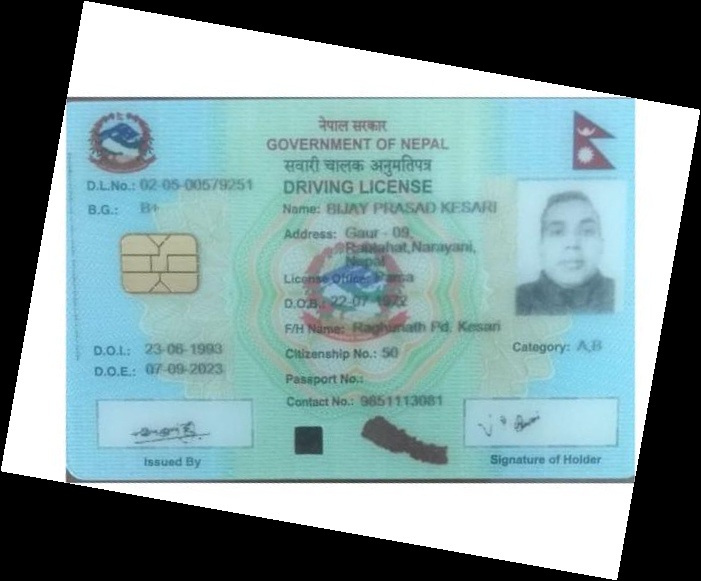 नेपाल सरकार
GOVERNMENT OF NEPAL
सवारी चालक अनुमतिपत्र
DRIVING LICENSE
D.L.No.: 02-05-00579251
B.G.: B+
Name: BIJAY PRASAD KESARI
Address: Gaur - 09,
Rautahat,Narayani,
Nepal
License Office: Parsa
D.O.B.: 22-07-1972
F/H Name: Raghunath Pd. Kesari
D.O.I.: 23-06-1993
D.O.E.: 07-09-2023
Citizenship No.: 50
Category: A,B
Passport No.:
Contact No.: 9851113081
Issued By
Signature of Holder